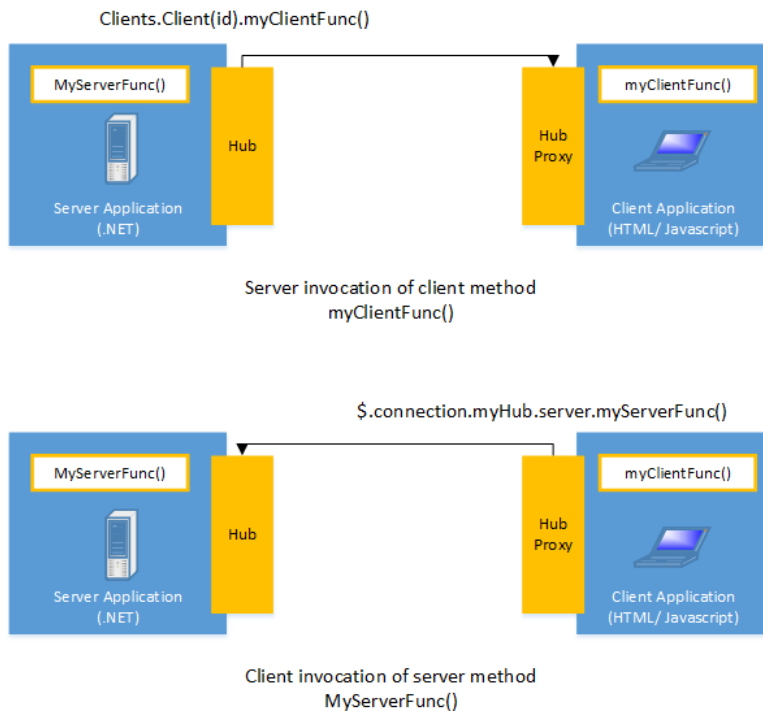 Clients.Client(id).myClientFunc()
MyServerFunc()
Hub
Server Application
(.NET)
Hub
Proxy
myClientFunc()
Client Application
(HTML/ Javascript)
Server invocation of client method
myClientFunc()
$.connection.myHub.server.myServerFunc()
MyServerFunc()
Hub
Server Application
(.NET)
Hub
Proxy
myClientFunc()
Client Application
(HTML/ Javascript)
Client invocation of server method
MyServerFunc()